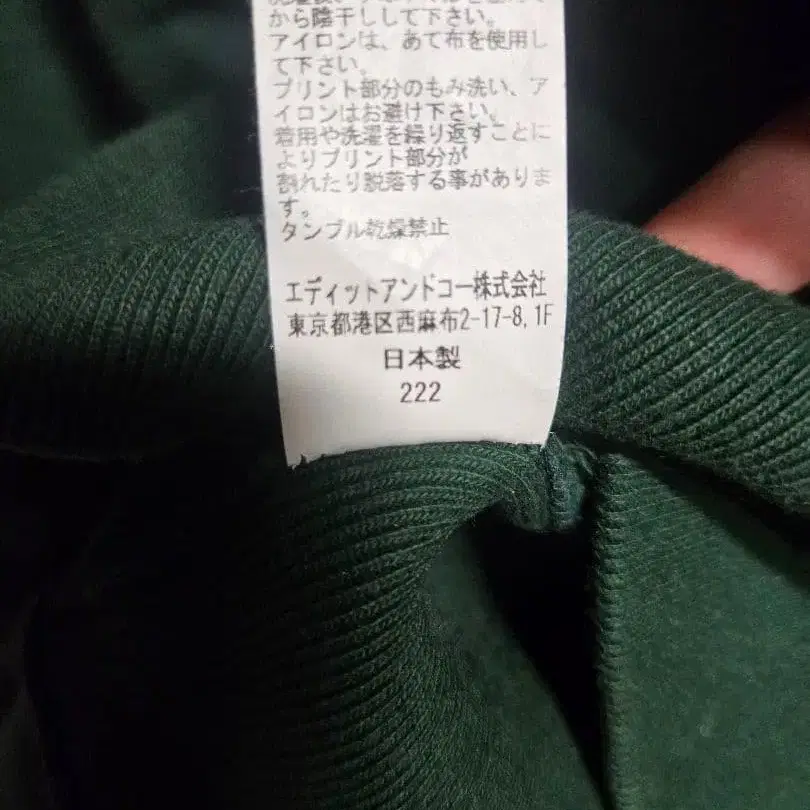 から陰干しして下さい。
アイロンは、あて布を使用し
て下さい。
プリント部分のもみ洗い、ア
イロンはお避け下さい。
着用や洗濯を繰り返すことに
よりプリント部分が
割れたり脱落する事がありま
す。
タンブル乾燥禁止
エディットアンドコー株式会社
東京都港区西麻布2-17-8,1F
日本製
222